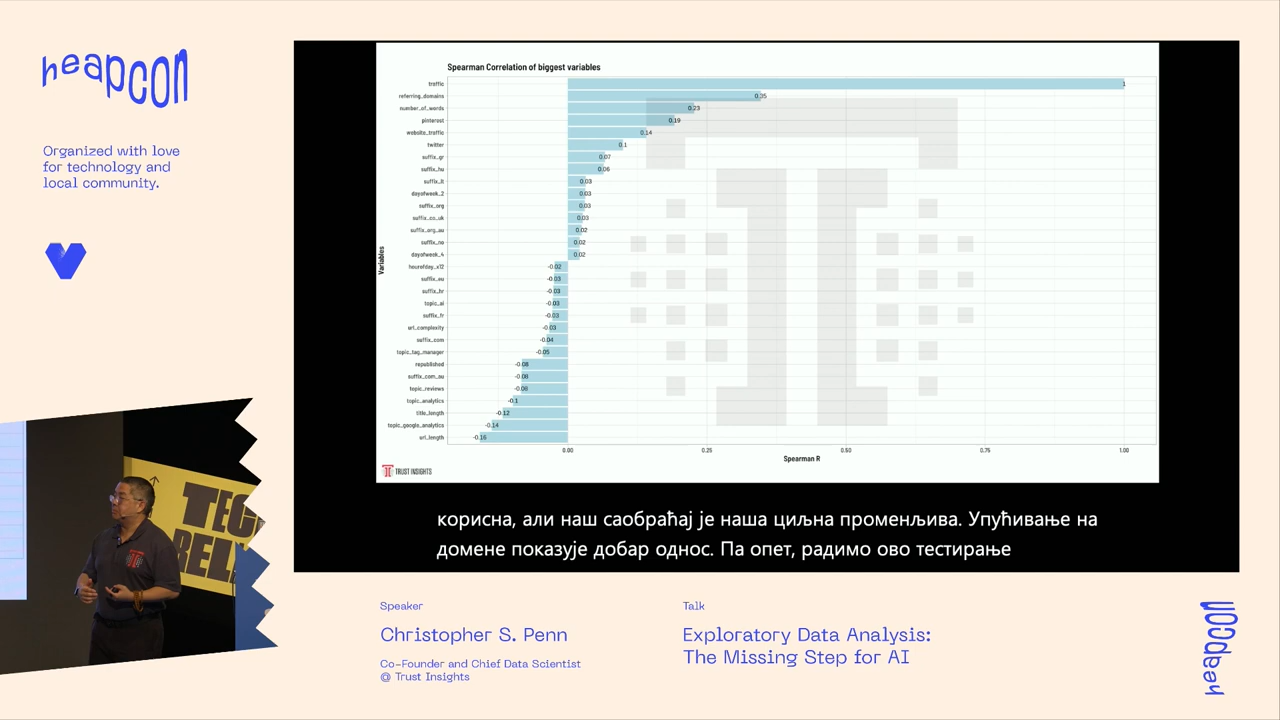 heapcon
Organized with love
for technology and
local community.
Spearman Correlation of biggest variables
Variables
traffic 1
referring_domains 0.35
number_of_words 0.23
pinterest 0.19
website_traffic 0.14
twitter 0.1
suffix_gr 0.07
suffix_hu 0.06
suffix_it 0.03
dayofweek_2 0.03
suffix_org 0.03
suffix_co_uk 0.03
suffix_org_au 0.02
suffix_no 0.02
dayofweek_4 0.02
hourofday_x12 -0.02
suffix_eu -0.03
suffix_hr -0.03
topic_ai -0.03
suffix_fr -0.03
url_complexity -0.03
suffix_com -0.04
topic_tag_manager -0.05
republished -0.08
suffix_com_au -0.08
topic_reviews -0.08
topic_analytics -0.1
title_length -0.12
topic_google_analytics -0.14
url_length -0.16
0.00 0.25 0.50 0.75 1.00
Spearman R
TRUST INSIGHTS
корисна, али наш саобраћај је наша циљна променљива. Упућивање на
домене показује добар однос. Па опет, радимо ово тестирање
Speaker
Christopher S. Penn
Co-Founder and Chief Data Scientist
@ Trust Insights
Talk
Exploratory Data Analysis:
The Missing Step for AI
heapcon